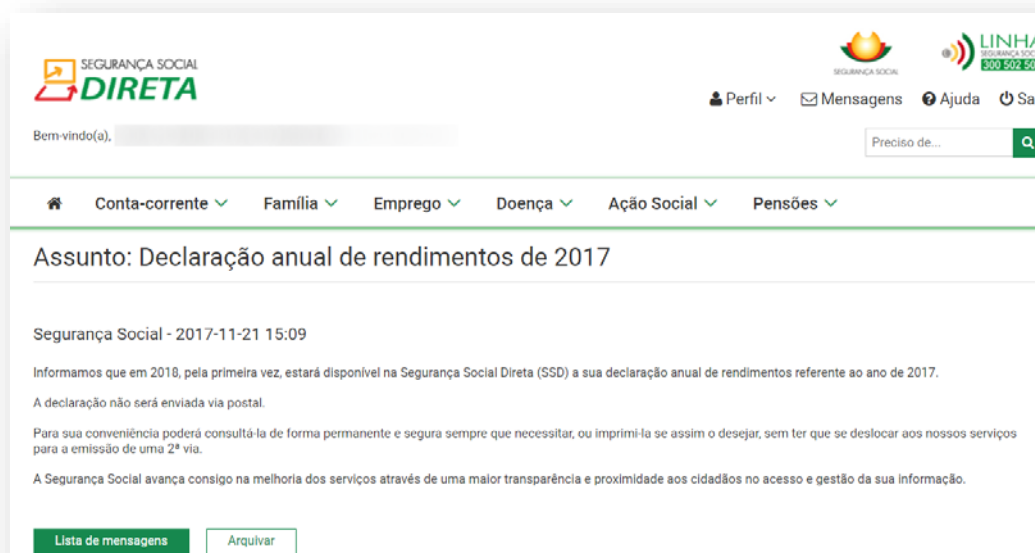 SEGURANÇA SOCIAL
DIRETA
SEGURANÇA SOCIAL
LINHA
300 502 50
Perfil
Mensagens
Ajuda
Sa
Bem-vindo(a),
Preciso de...
Conta-corrente
Família
Emprego
Doença
Ação Social
Pensões
Assunto: Declaração anual de rendimentos de 2017
Segurança Social - 2017-11-21 15:09
Informamos que em 2018, pela primeira vez, estará disponível na Segurança Social Direta (SSD) a sua declaração anual de rendimentos referente ao ano de 2017.
A declaração não será enviada via postal.
Para sua conveniência poderá consultá-la de forma permanente e segura sempre que necessitar, ou imprimi-la se assim o desejar, sem ter que se deslocar aos nossos serviços
para a emissão de uma 2ª via.
A Segurança Social avança consigo na melhoria dos serviços através de uma maior transparência e proximidade aos cidadãos no acesso e gestão da sua informação.
Lista de mensagens
Arquivar